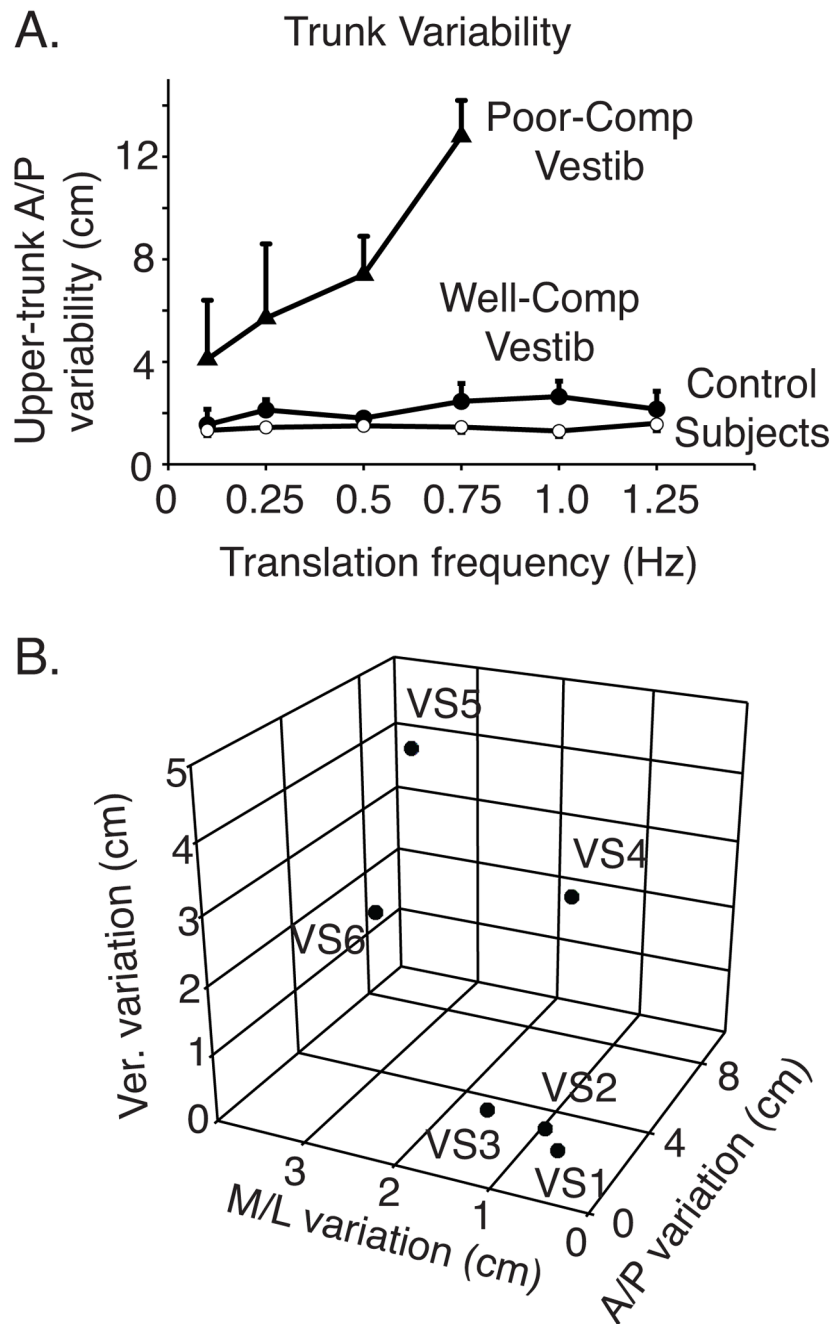 A.
Trunk Variability
Upper-trunk A/P
variability (cm)
12
8
4
0
Poor-Comp
Vestib
Well-Comp
Vestib
Control
Subjects
0 0.25 0.5 0.75 1.0 1.25
Translation frequency (Hz)
B.
Ver. variation (cm)
5
4
3
2
1
0
VS5
VS4
VS6
VS2
VS3
VS1
3
2
1
0
M/L variation (cm)
8
4
0
A/P variation (cm)